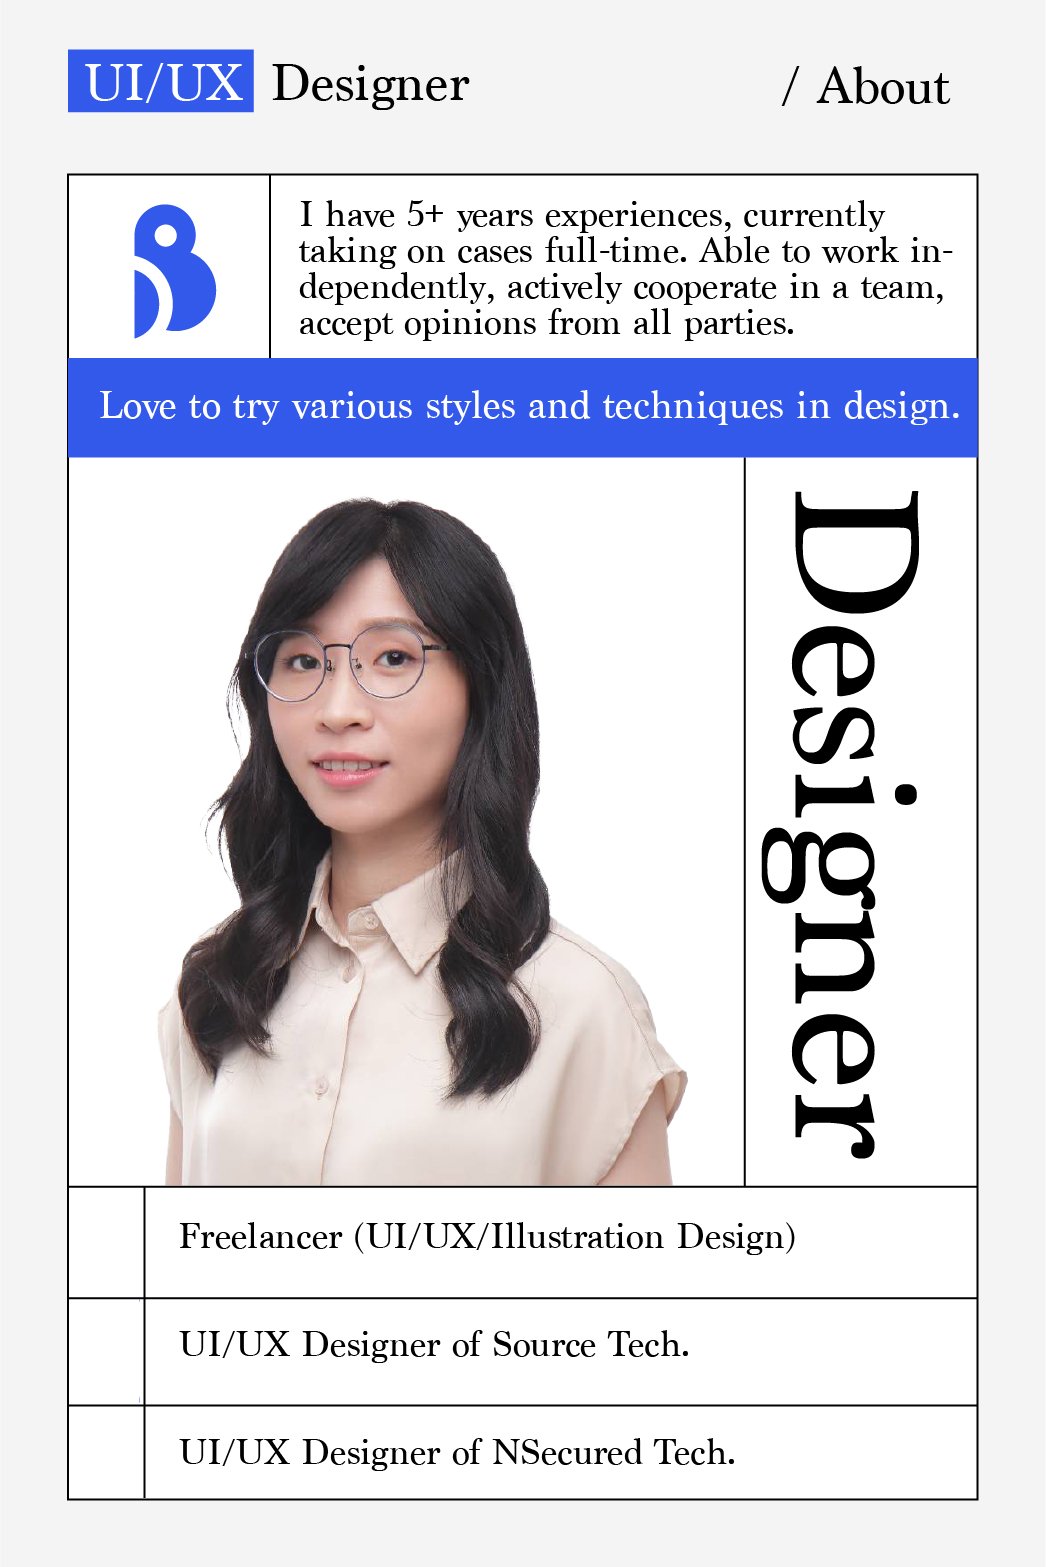 UI/UX Designer
/ About
I have 5+ years experiences, currently
taking on cases full-time. Able to work in-
dependently, actively cooperate in a team,
accept opinions from all parties.
Love to try various styles and techniques in design.
Designer
Freelancer (UI/UX/Illustration Design)
UI/UX Designer of Source Tech.
UI/UX Designer of NSecured Tech.